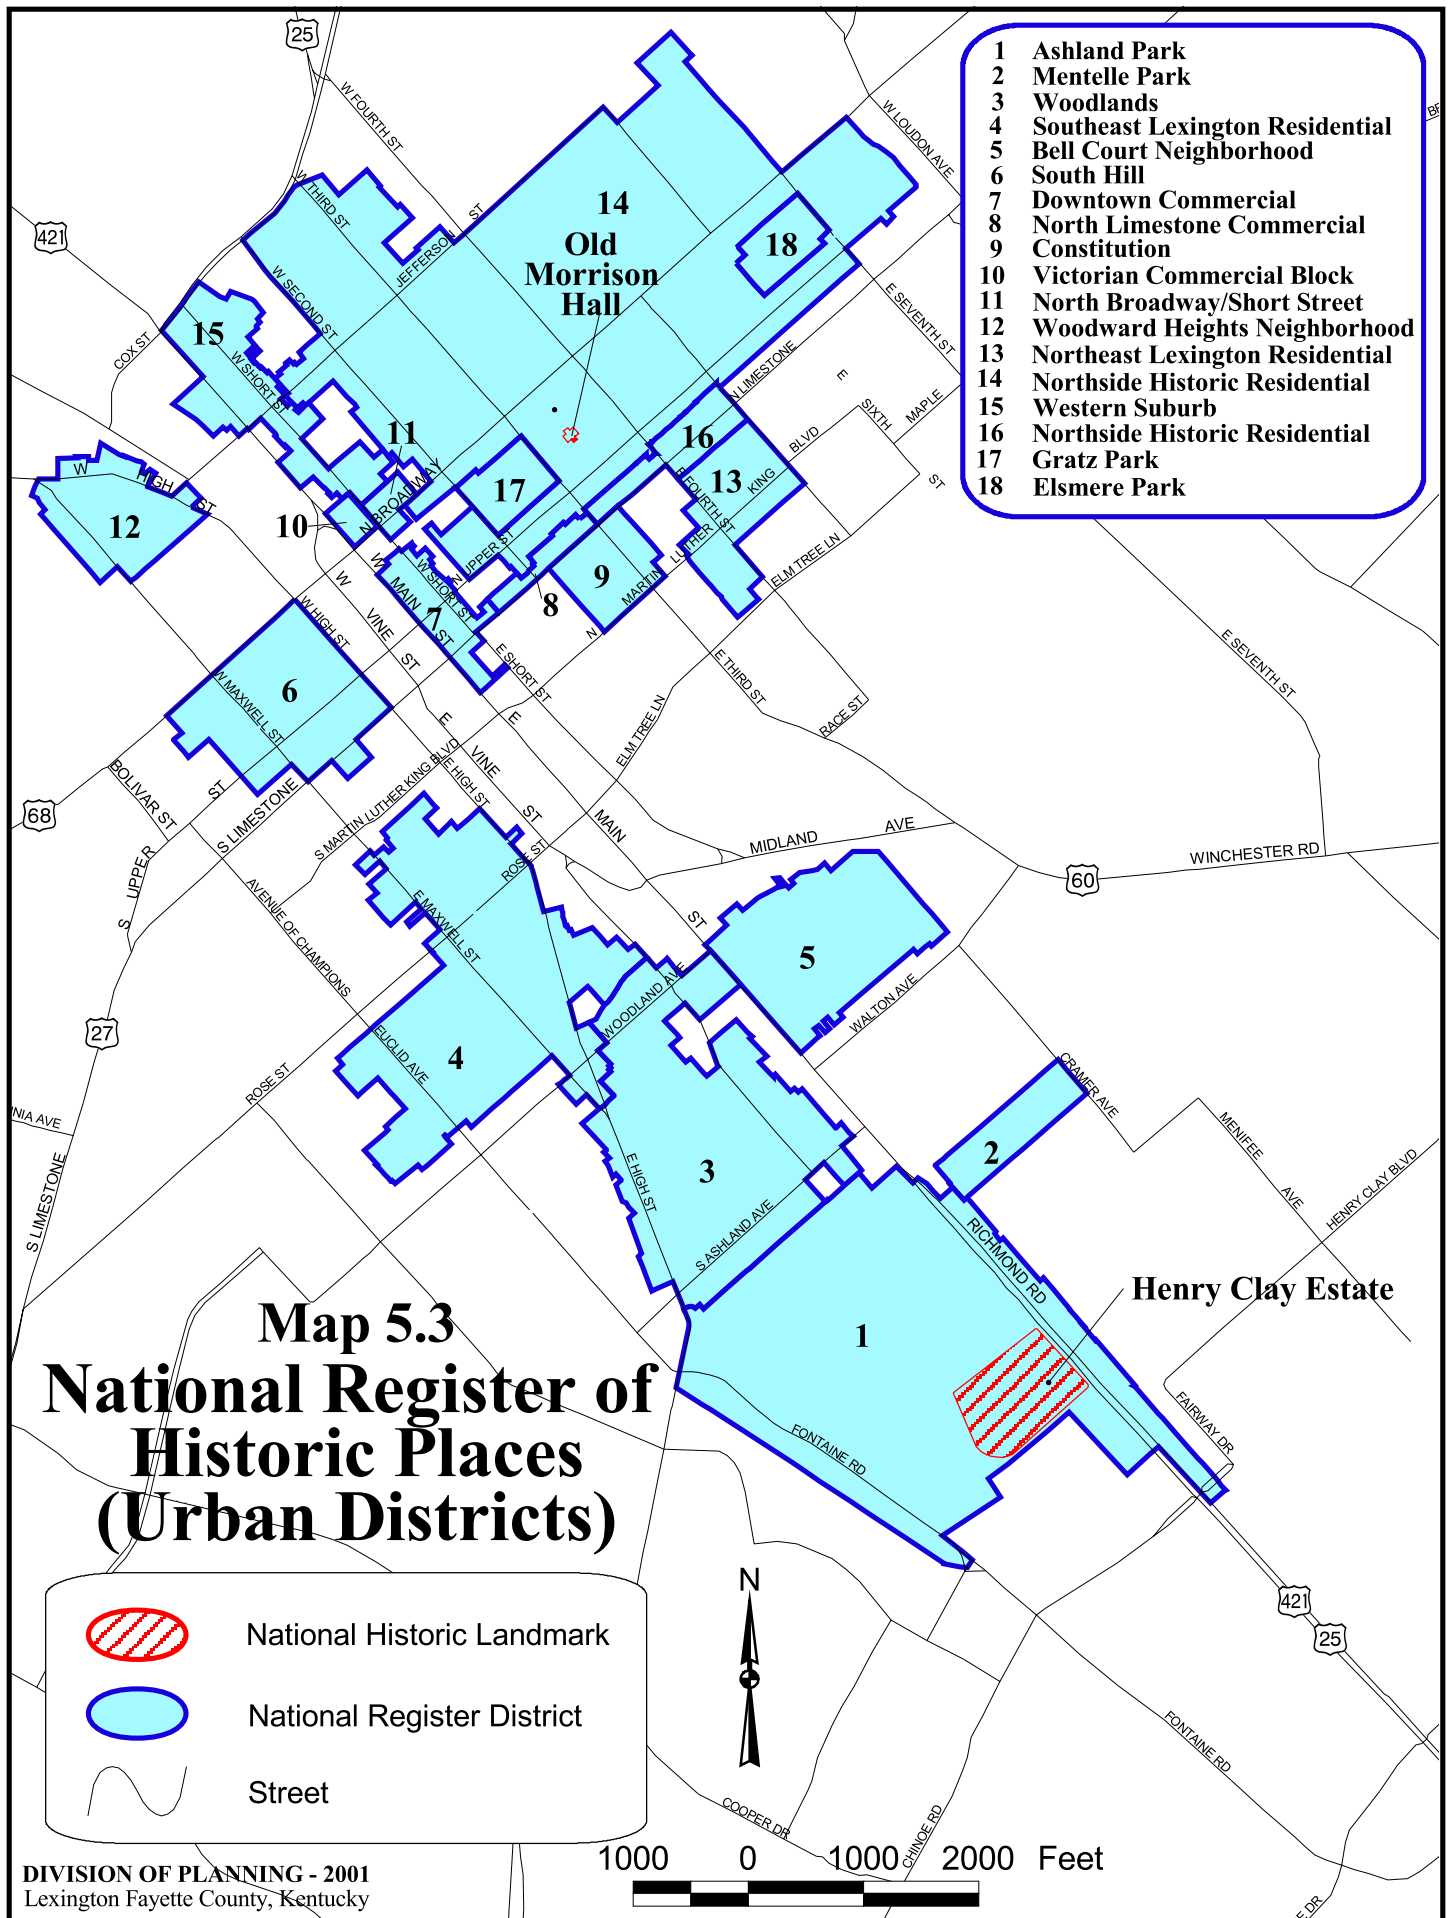 1 Ashland Park
2 Mentelle Park
3 Woodlands
4 Southeast Lexington Residential
5 Bell Court Neighborhood
6 South Hill
7 Downtown Commercial
8 North Limestone Commercial
9 Constitution
10 Victorian Commercial Block
11 North Broadway/Short Street
12 Woodward Heights Neighborhood
13 Northeast Lexington Residential
14 Northside Historic Residential
15 Western Suburb
16 Northside Historic Residential
17 Gratz Park
18 Elsmere Park
25
W FOURTH ST
W LOUDON AVE
W THIRD ST
421
JEFFERSON ST
14
Old
Morrison
Hall
18
W SECOND ST
E SEVENTH ST
COX ST
15
W SHORT ST
N LIMESTONE
E SIXTH ST
MAPLE
BLVD
11
16
W HIGH ST
12
10
N BROADWAY
17
13
KING
E FOURTH ST
LUTHER
MARTIN
N
W MAIN ST
W SHORT ST
N UPPER ST
7
8
9
ELM TREE LN
W VINE ST
W HIGH ST
E SHORT ST
E THIRD ST
E SEVENTH ST
6
W MAXWELL ST
ELM TREE LN
RACE ST
BOLIVAR ST
68
S UPPER ST
S LIMESTONE
S MARTIN LUTHER KING BLVD
E HIGH ST
E VINE ST
E MAIN ST
MIDLAND AVE
WINCHESTER RD
60
ROSE ST
AVENUE OF CHAMPIONS
E MAXWELL ST
5
WOODLAND AVE
WALTON AVE
27
4
EUCLID AVE
ROSE ST
NIA AVE
S LIMESTONE
CRAMER AVE
MENIFEE AVE
HENRY CLAY BLVD
2
3
E HIGH ST
S ASHLAND AVE
RICHMOND RD
Henry Clay Estate
1
FAIRWAY DR
FONTAINE RD
Map 5.3
National Register of
Historic Places
(Urban Districts)
N
421
25
National Historic Landmark
National Register District
Street
FONTAINE RD
COOPER DR
CHINOE RD
E DR
1000 0 1000 2000 Feet
DIVISION OF PLANNING - 2001
Lexington Fayette County, Kentucky